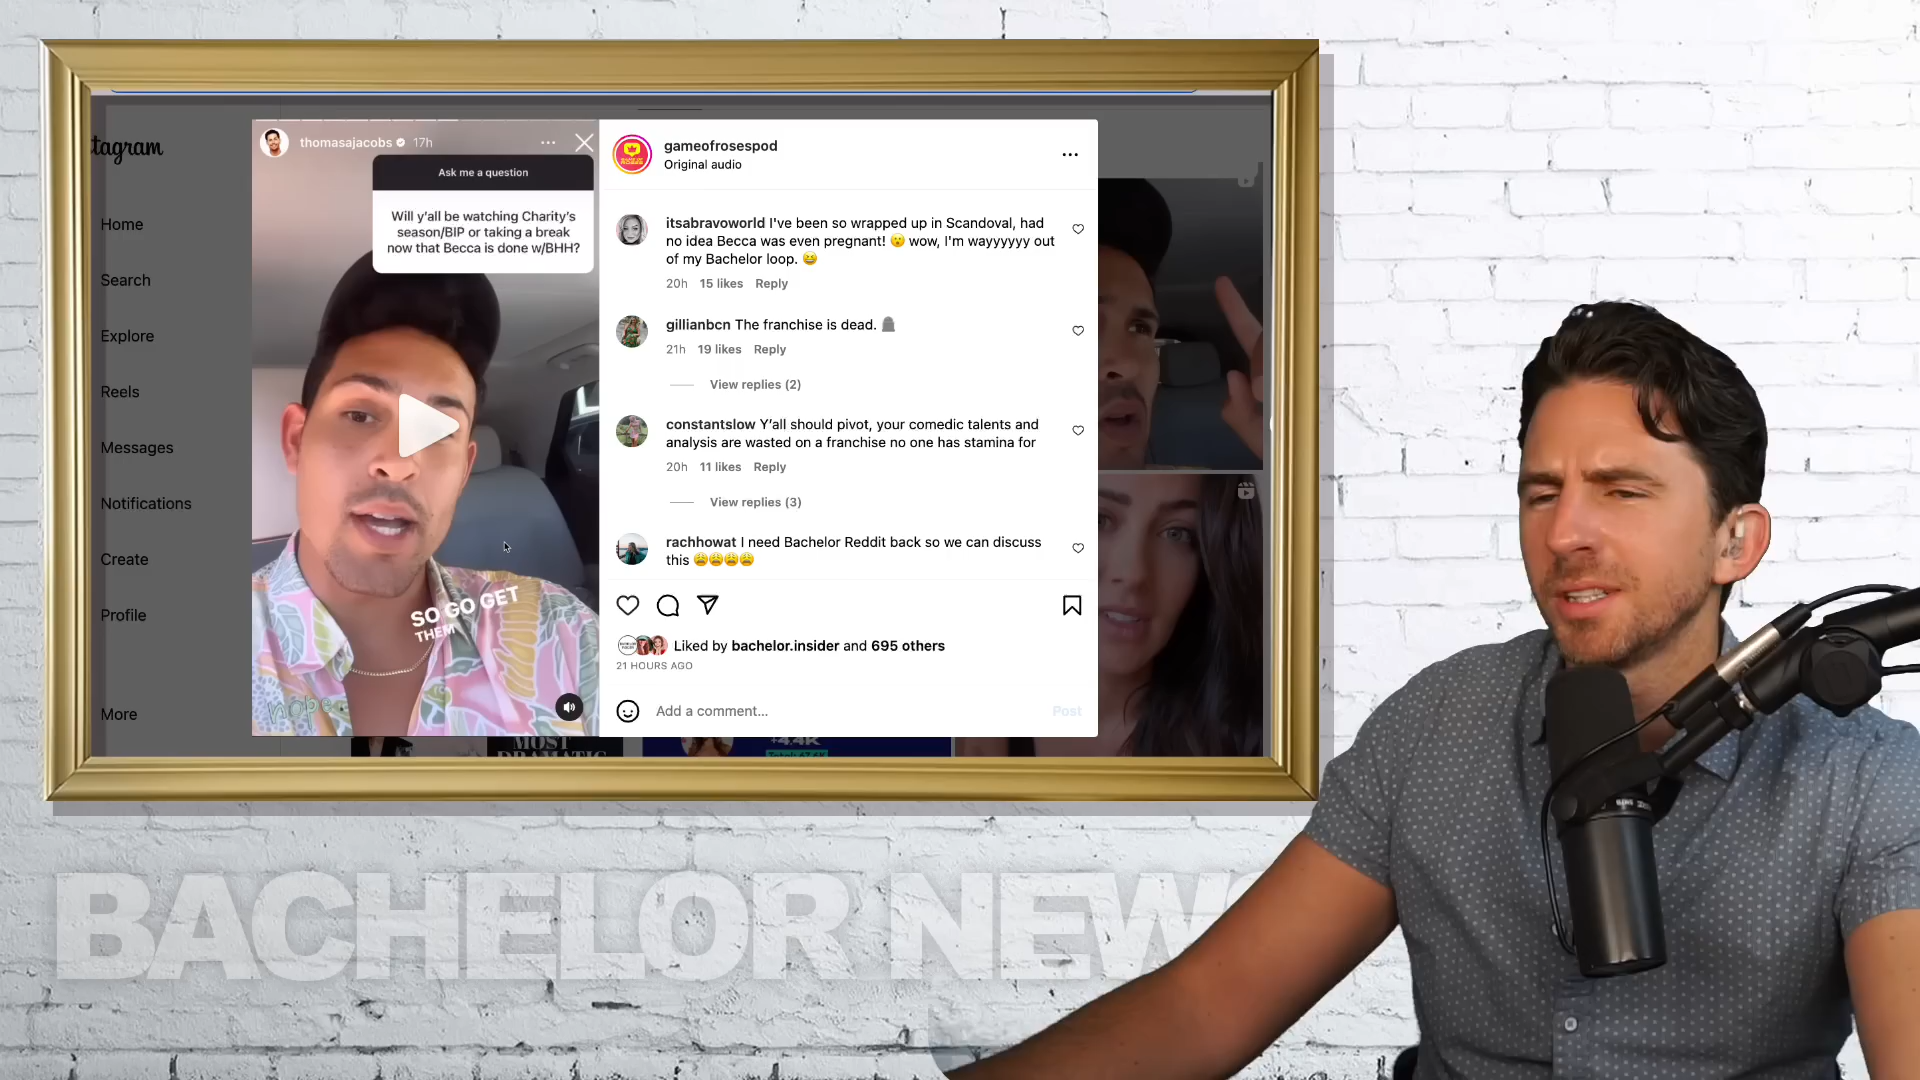 tagram
Home
Search
Explore
Reels
Messages
Notifications
Create
Profile
More
thomasajacobs 17h
Ask me a question
Will y'all be watching Charity's
season/BIP or taking a break
now that Becca is done w/BHH?
SO GO GET
THEM
hope
gameofrosespod
Original audio
itsabravoworld I've been so wrapped up in Scandoval, had
no idea Becca was even pregnant! 😮 wow, I'm wayyyyyy out
of my Bachelor loop. 😆
20h 15 likes Reply
gillianbcn The franchise is dead. 🪦
21h 19 likes Reply
View replies (2)
constantslow Y'all should pivot, your comedic talents and
analysis are wasted on a franchise no one has stamina for
20h 11 likes Reply
View replies (3)
rachhowat I need Bachelor Reddit back so we can discuss
this 😩😩😩😩
Liked by bachelor.insider and 695 others
21 HOURS AGO
Add a comment...
Post
MOST
DRAMATIC
+4.4K
BACHELOR NEW